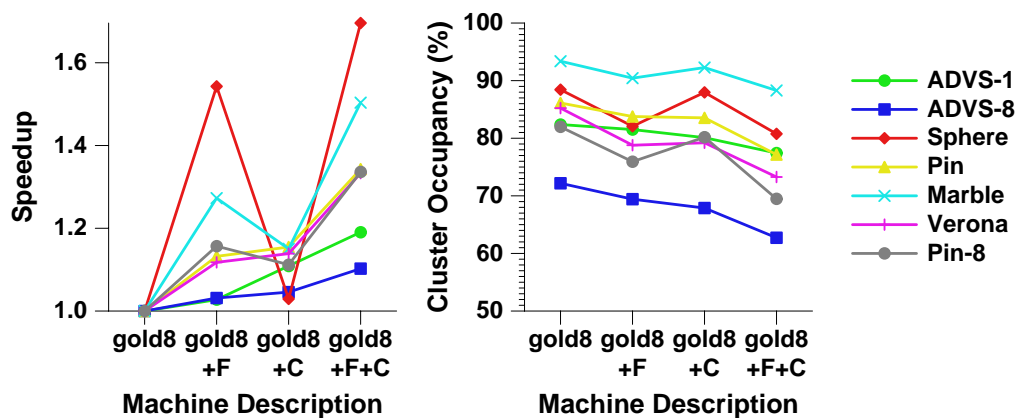 Speedup
1.6
1.4
1.2
1.0
gold8
gold8
+F
gold8
+C
gold8
+F+C
Machine Description
Cluster Occupancy (%)
100
90
80
70
60
50
gold8
gold8
+F
gold8
+C
gold8
+F+C
Machine Description
ADVS-1
ADVS-8
Sphere
Pin
Marble
Verona
Pin-8